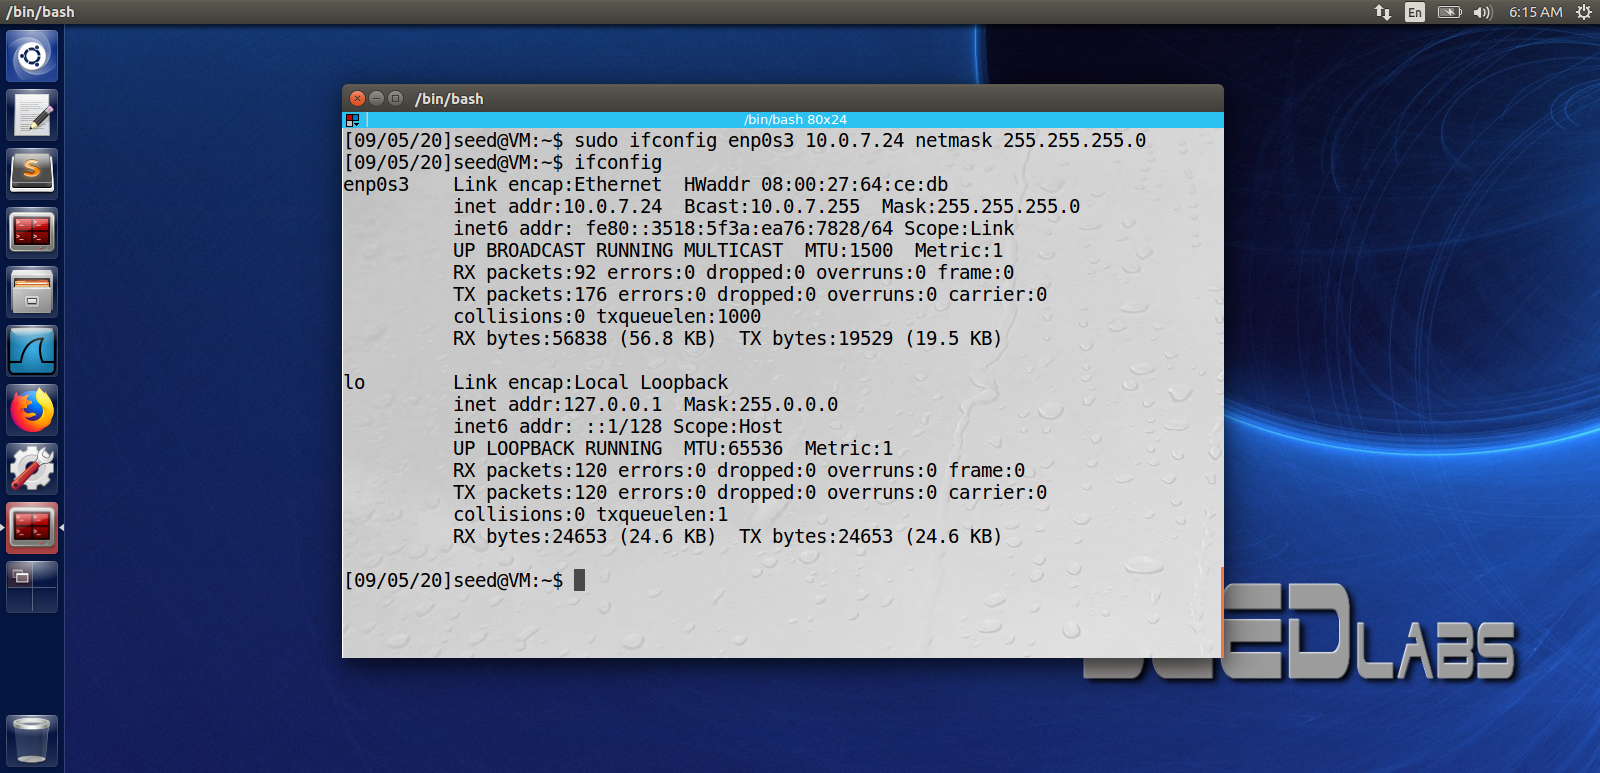 /bin/bash
En
6:15 AM
/bin/bash
/bin/bash 80x24
[09/05/20]seed@VM:~$ sudo ifconfig enp0s3 10.0.7.24 netmask 255.255.255.0
[09/05/20]seed@VM:~$ ifconfig
enp0s3    Link encap:Ethernet  HWaddr 08:00:27:64:ce:db
          inet addr:10.0.7.24  Bcast:10.0.7.255  Mask:255.255.255.0
          inet6 addr: fe80::3518:5f3a:ea76:7828/64 Scope:Link
          UP BROADCAST RUNNING MULTICAST  MTU:1500  Metric:1
          RX packets:92 errors:0 dropped:0 overruns:0 frame:0
          TX packets:176 errors:0 dropped:0 overruns:0 carrier:0
          collisions:0 txqueuelen:1000
          RX bytes:56838 (56.8 KB)  TX bytes:19529 (19.5 KB)

lo        Link encap:Local Loopback
          inet addr:127.0.0.1  Mask:255.0.0.0
          inet6 addr: ::1/128 Scope:Host
          UP LOOPBACK RUNNING  MTU:65536  Metric:1
          RX packets:120 errors:0 dropped:0 overruns:0 frame:0
          TX packets:120 errors:0 dropped:0 overruns:0 carrier:0
          collisions:0 txqueuelen:1
          RX bytes:24653 (24.6 KB)  TX bytes:24653 (24.6 KB)

[09/05/20]seed@VM:~$
SEEDLABS